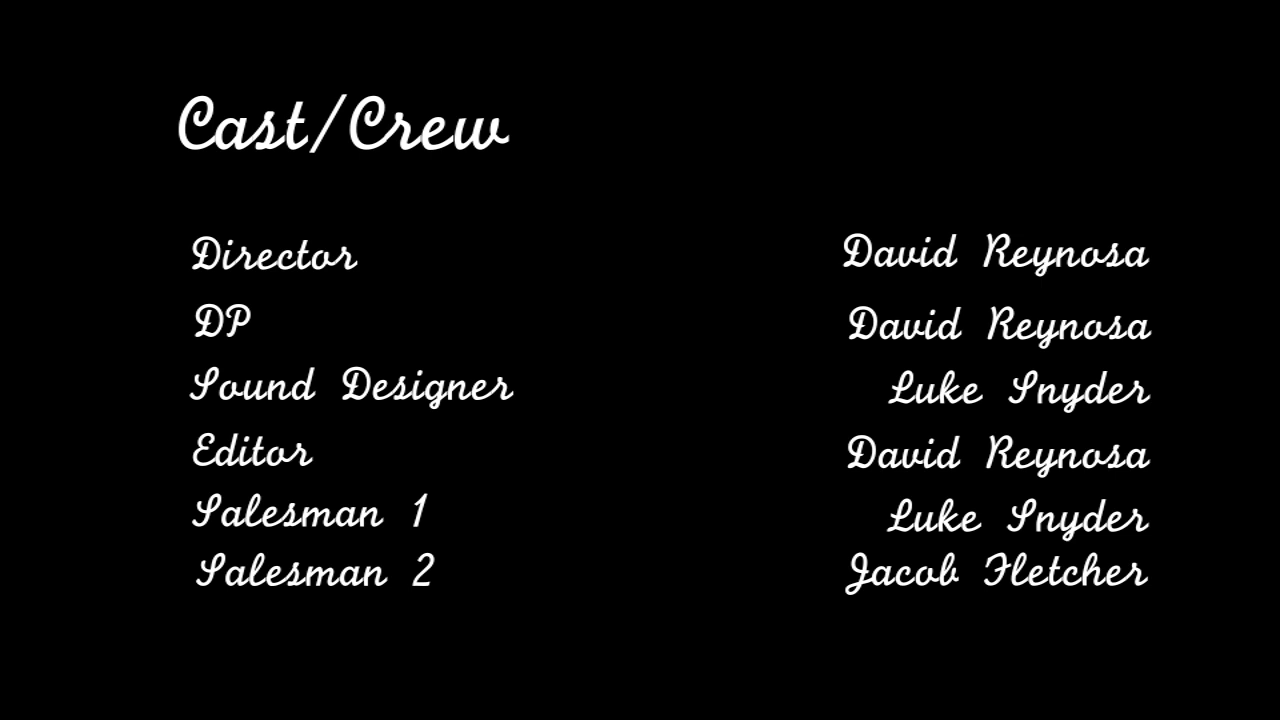 Cast/Crew
Director David Reynosa
DP David Reynosa
Sound Designer Luke Snyder
Editor David Reynosa
Salesman 1 Luke Snyder
Salesman 2 Jacob Fletcher